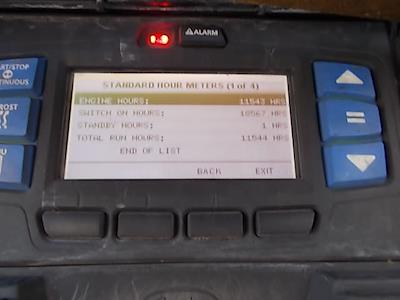 ALARM
START/STOP
CONTINUOUS
STANDARD HOUR METERS (1 of 4)
ENGINE HOURS: 11543 HRS
SWITCH ON HOURS: 18567 HRS
STANDBY HOURS: 1 HRS
TOTAL RUN HOURS: 11544 HRS
END OF LIST
BACK EXIT